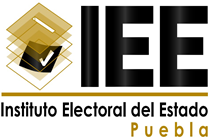 IEE
Instituto Electoral del Estado
Puebla